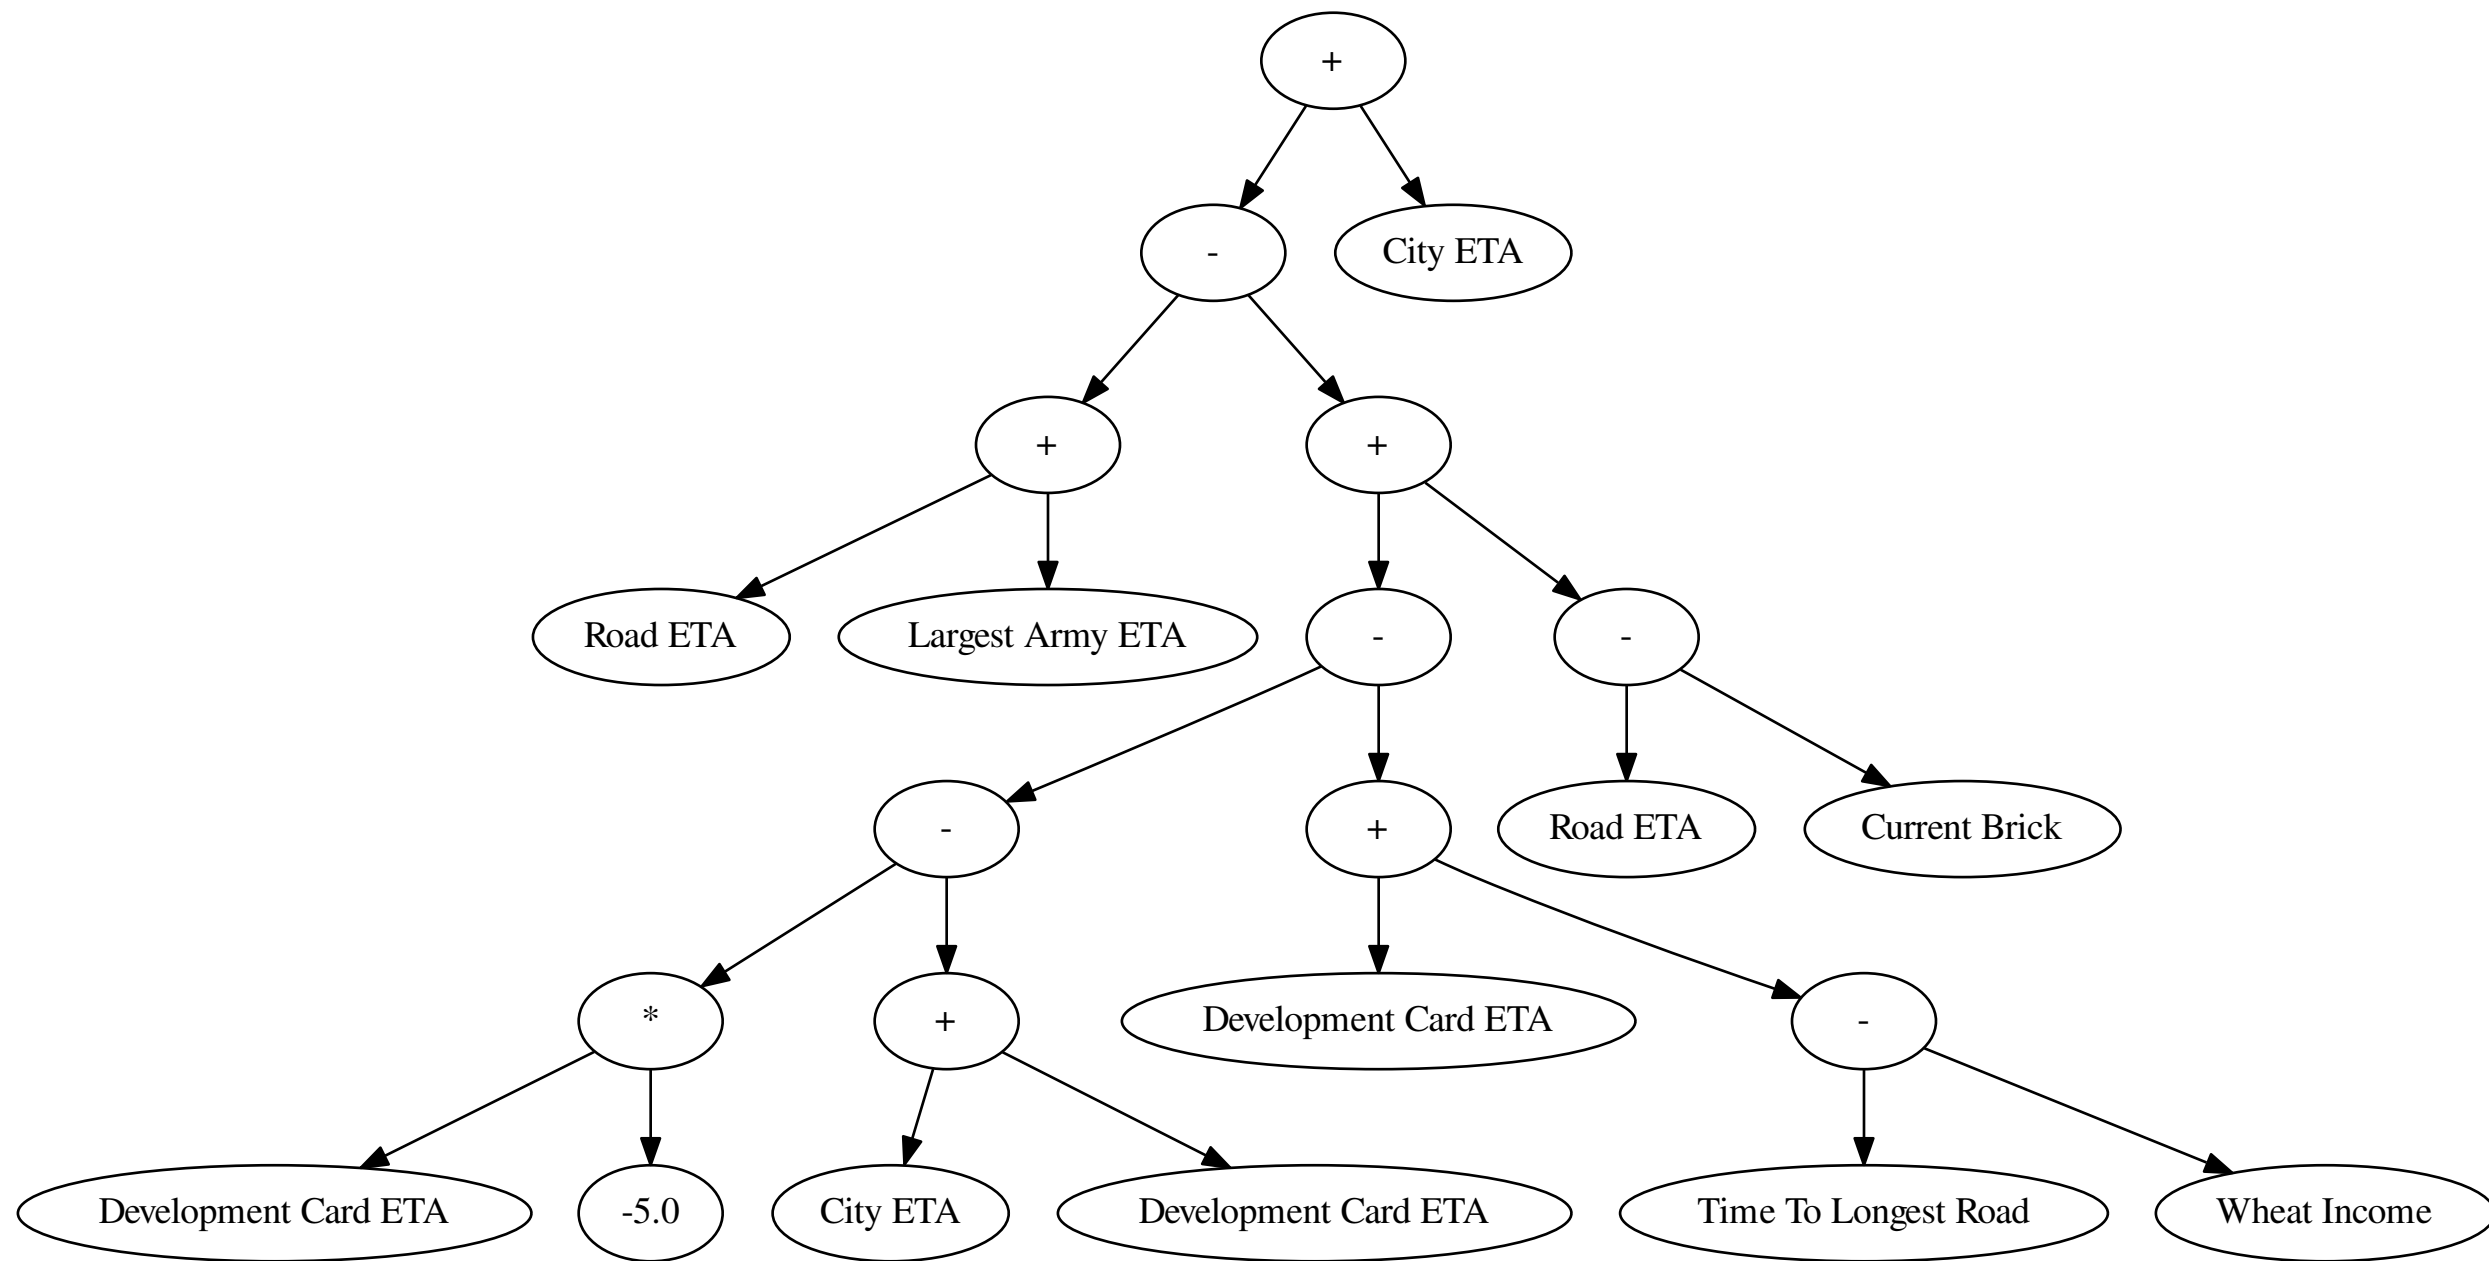 +
-
City ETA
+
+
Road ETA
Largest Army ETA
-
-
-
+
Road ETA
Current Brick
*
+
Development Card ETA
-
Development Card ETA
-5.0
City ETA
Development Card ETA
Time To Longest Road
Wheat Income